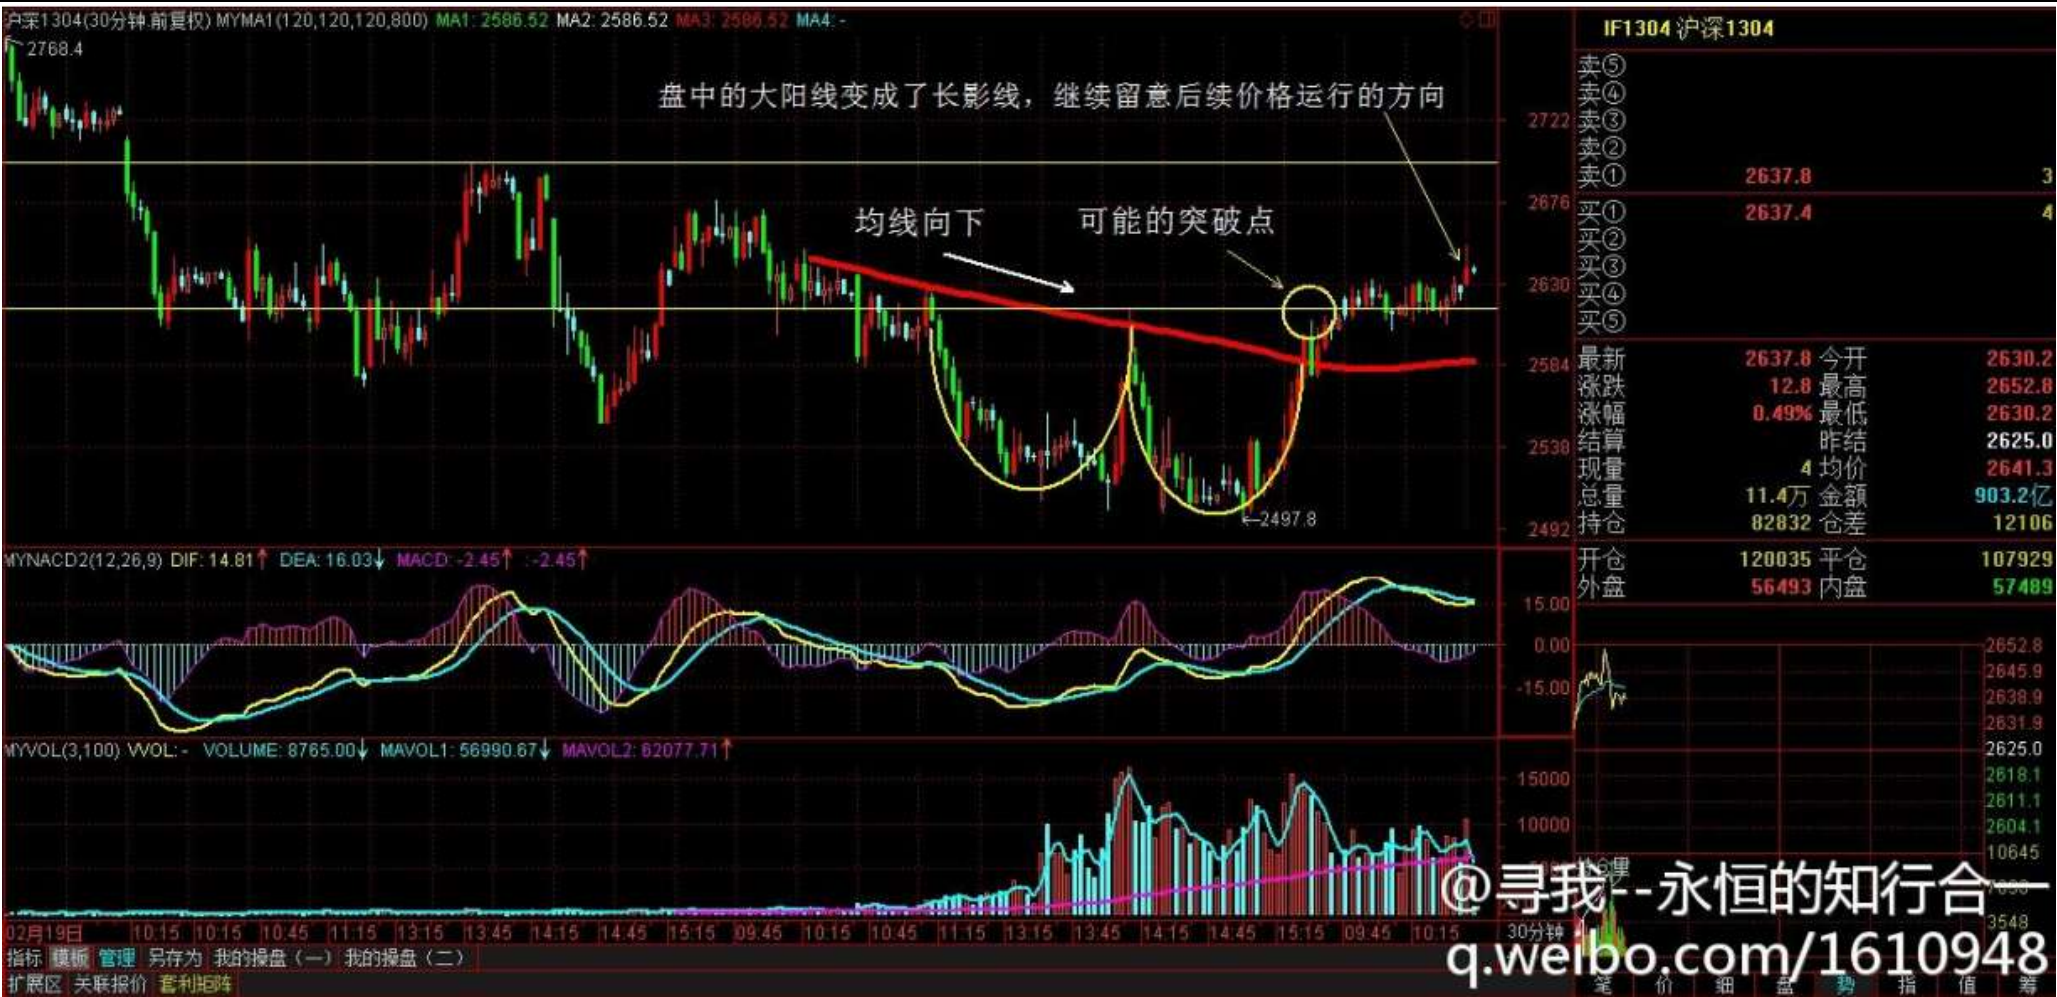 沪深1304(30分钟.前复权) MYMA1(120,120,120,800) MA1: 2586.52 MA2: 2586.52 MA3: 2586.52 MA4: -
2768.4
盘中的大阳线变成了长影线，继续留意后续价格运行的方向
均线向下
可能的突破点
2497.8
2722
2676
2630
2584
2538
2492
MYNACD2(12,26,9) DIF: 14.81↑ DEA: 16.03↓ MACD: -2.45↑ :-2.45↑
15.00
0.00
-15.00
MYVOL(3,100) VVOL: - VOLUME: 8765.00↓ MAVOL1: 56990.67↓ MAVOL2: 62077.71↑
15000
10000
02月19日 10:15 10:15 10:45 11:15 13:15 13:45 14:15 14:45 15:15 10:15 10:45 11:15 13:15 13:45 14:15 14:45 15:15 09:45 10:15 30分钟
指标 模板 管理 另存为 我的操盘（一） 我的操盘（二）
扩展区 关联报价 套利矩阵
IF1304 沪深1304
卖⑤
卖④
卖③
卖②
卖① 2637.8 3
买① 2637.4 4
买②
买③
买④
买⑤
最新 2637.8 今开 2630.2
涨跌 12.8 最高 2652.8
涨幅 0.49% 最低 2630.2
结算 昨结 2625.0
现量 4 均价 2641.3
总量 11.4万 金额 903.2亿
持仓 82832 仓差 12106
开仓 120035 平仓 107929
外盘 56493 内盘 57489
2652.8
2645.9
2638.9
2631.9
2625.0
2618.1
2611.1
2604.1
10645
3548
@寻我--永恒的知行合一
q.weibo.com/1610948
笔 价 细 盘 势 指 值 筹